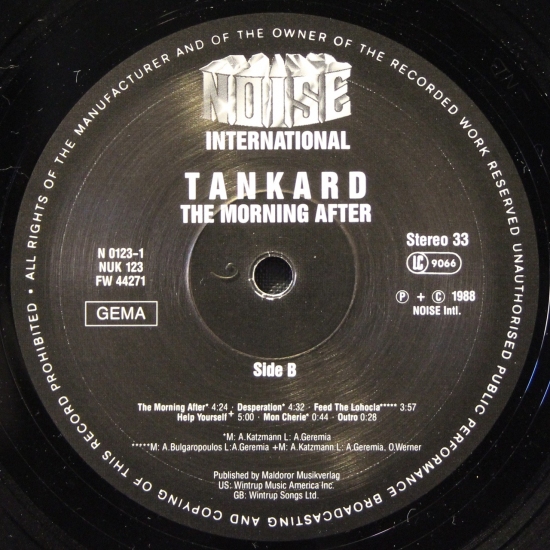 • ALL RIGHTS OF THE MANUFACTURER AND OF THE OWNER OF THE RECORDED WORK RESERVED UNAUTHORISED PUBLIC PERFORMANCE BROADCASTING AND COPYING OF THIS RECORD PROHIBITED
NOISE
INTERNATIONAL
TANKARD
THE MORNING AFTER
N 0123-1
NUK 123
FW 44271
GEMA
Stereo 33
LC 9066
Ⓟ + © 1988
NOISE Intl.
Side B
The Morning After* 4:24 · Desperation* 4:32 · Feed The Lohocla***** 3:57
Help Yourself+ 5:00 · Mon Cherie* 0:44 · Outro 0:28
*M: A.Katzmann L: A.Geremia
*****M: A.Bulgaropoulos L:A.Geremia +M: A.Katzmann L: A.Geremia, O.Werner
Published by Maldoror Musikverlag
US: Wintrup Music America Inc.
GB: Wintrup Songs Ltd.